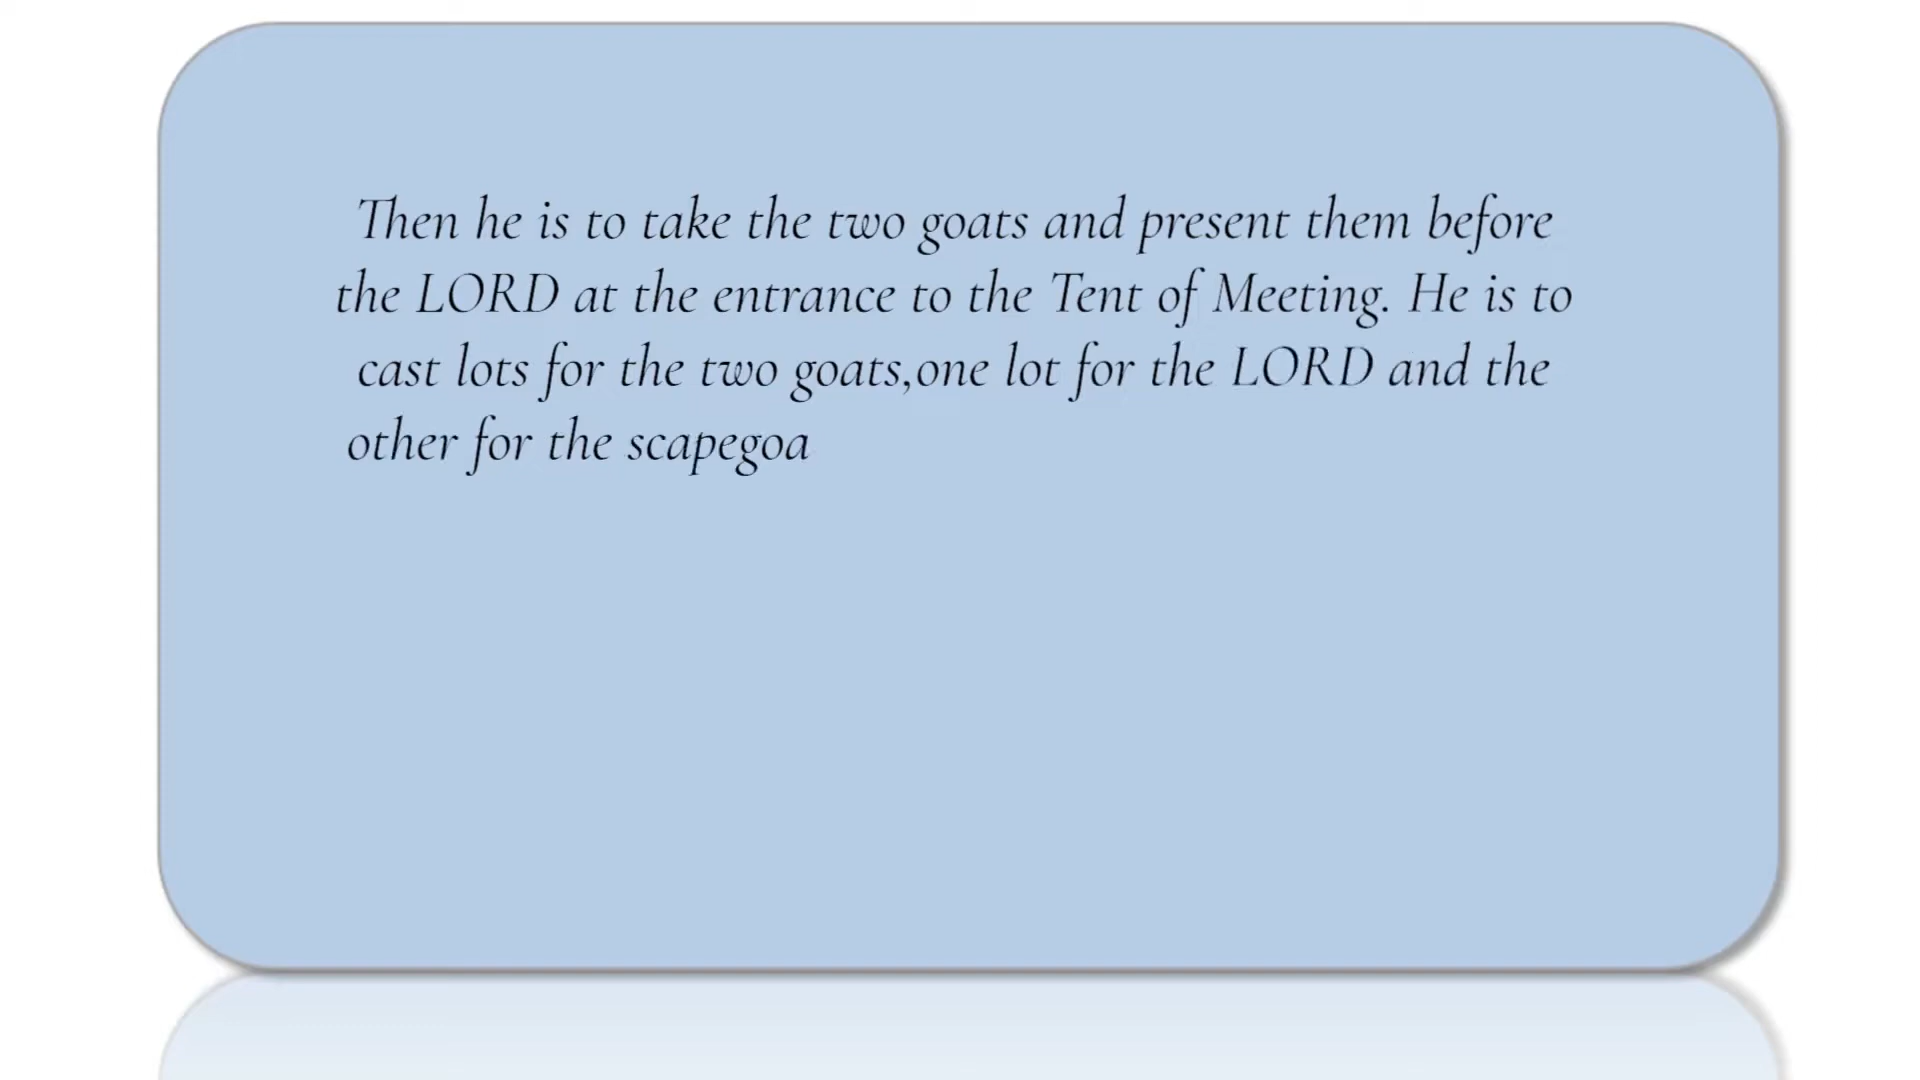 Then he is to take the two goats and present them before
the LORD at the entrance to the Tent of Meeting. He is to
cast lots for the two goats,one lot for the LORD and the
other for the scapegoa